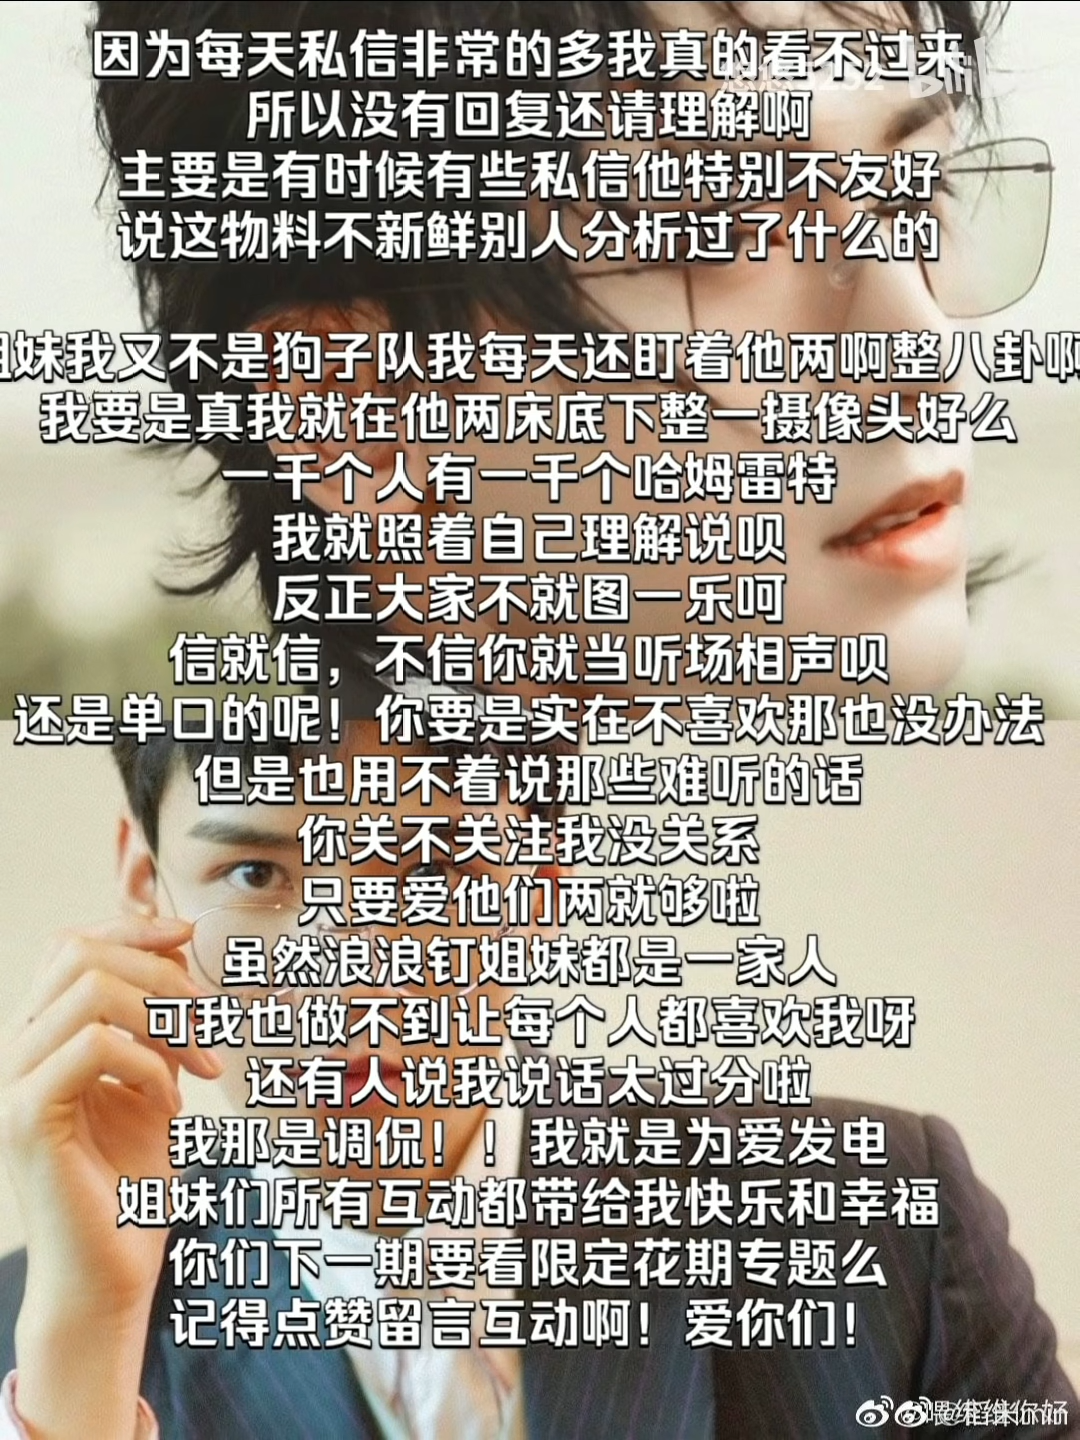 因为每天私信非常的多我真的看不过来
所以没有回复还请理解啊
主要是有时候有些私信他特别不友好
说这物料不新鲜别人分析过了什么的
姐妹我又不是狗子队我每天还盯着他两啊整八卦啊
我要是真我就在他两床底下整一摄像头好么
一千个人有一千个哈姆雷特
我就照着自己理解说呗
反正大家不就图一乐呵
信就信，不信你就当听场相声呗
还是单口的呢！你要是实在不喜欢那也没办法
但是也用不着说那些难听的话
你关不关注我没关系
只要爱他们两就够啦
虽然浪浪钉姐妹都是一家人
可我也做不到让每个人都喜欢我呀
还有人说我说话太过分啦
我那是调侃！！我就是为爱发电
姐妹们所有互动都带给我快乐和幸福
你们下一期要看限定花期专题么
记得点赞留言互动啊！爱你们！